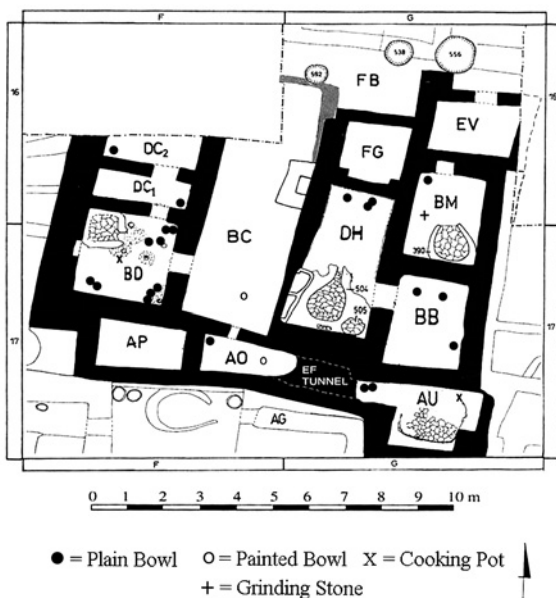 F G
502 538 556
16 FB 16
EV
DC₂ FG
DC₁ BM
BC DH
BD 390
504
505 BB
17 AP AO 17
EF
TUNNEL
AU
AG
F G
0 1 2 3 4 5 6 7 8 9 10 m
● = Plain Bowl ○ = Painted Bowl X = Cooking Pot
+ = Grinding Stone